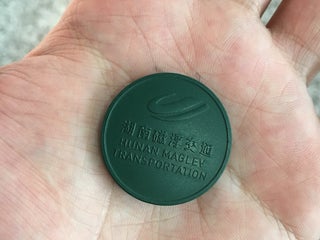 湖南磁浮交通
HUNAN MAGLEV
TRANSPORTATION